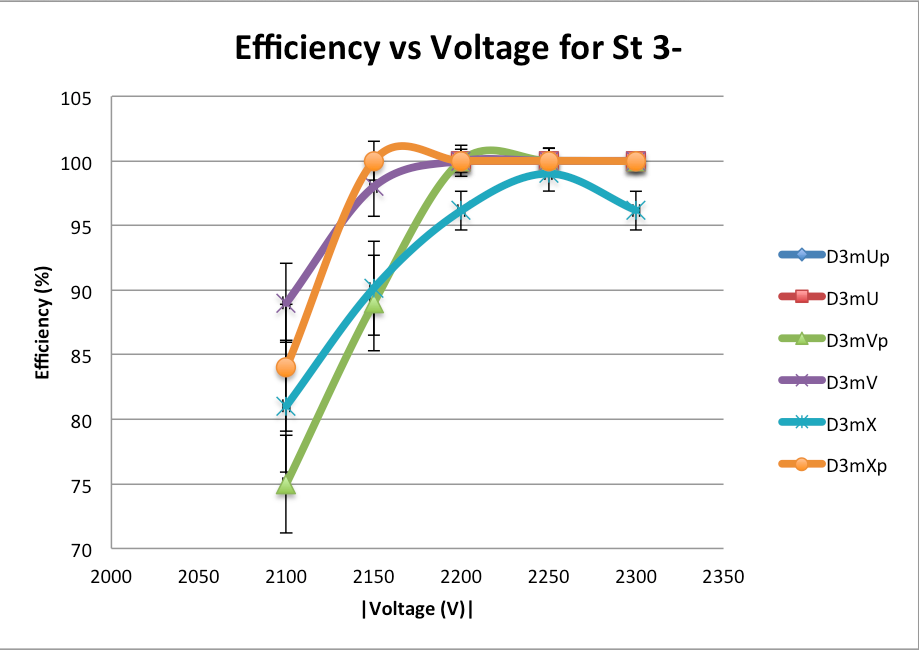 Efficiency vs Voltage for St 3-
105
100
95
90
85
80
75
70
Efficiency (%)
2000 2050 2100 2150 2200 2250 2300 2350
|Voltage (V)|
D3mUp
D3mU
D3mVp
D3mV
D3mX
D3mXp